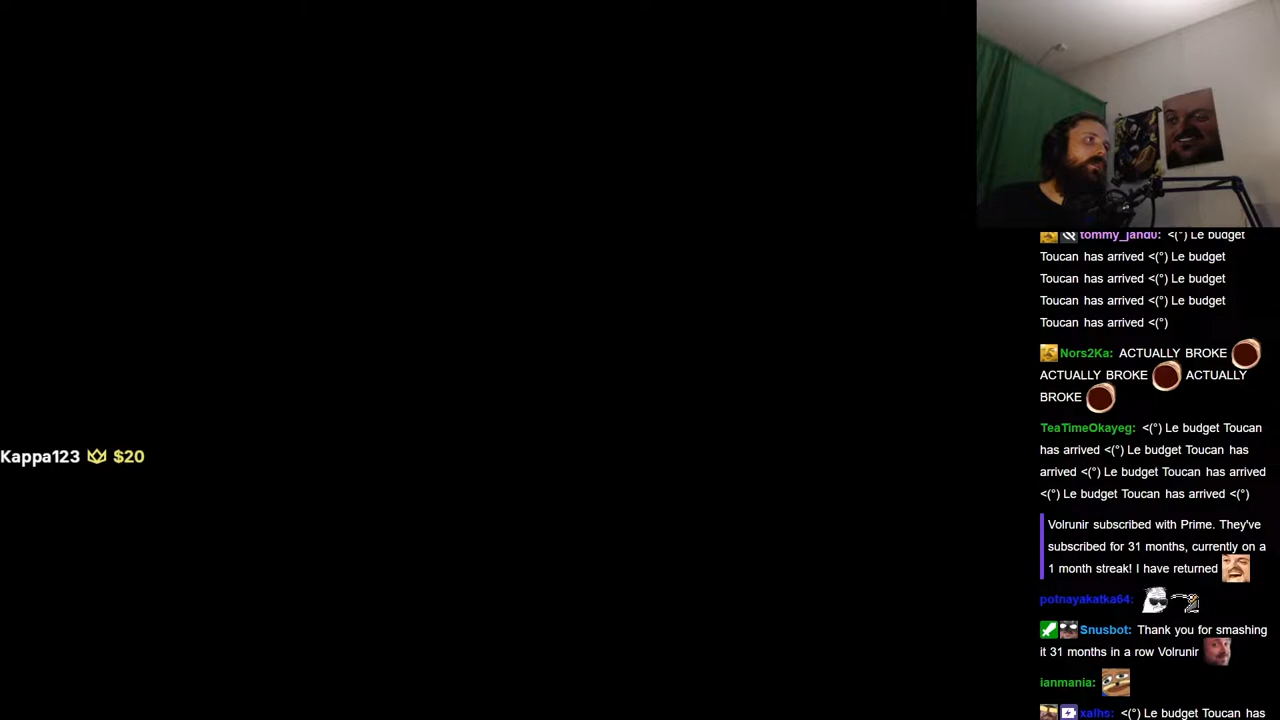 tommy_jand0: <(°) Le budget
Toucan has arrived <(°) Le budget
Toucan has arrived <(°) Le budget
Toucan has arrived <(°) Le budget
Toucan has arrived <(°)
Nors2Ka: ACTUALLY BROKE
ACTUALLY BROKE ACTUALLY
BROKE
TeaTimeOkayeg: <(°) Le budget Toucan
has arrived <(°) Le budget Toucan has
arrived <(°) Le budget Toucan has arrived
<(°) Le budget Toucan has arrived <(°)
Kappa123 $20
Volrunir subscribed with Prime. They've
subscribed for 31 months, currently on a
1 month streak! I have returned
potnayakatka64:
Snusbot: Thank you for smashing
it 31 months in a row Volrunir
ianmania:
xalhs: <(°) Le budget Toucan has